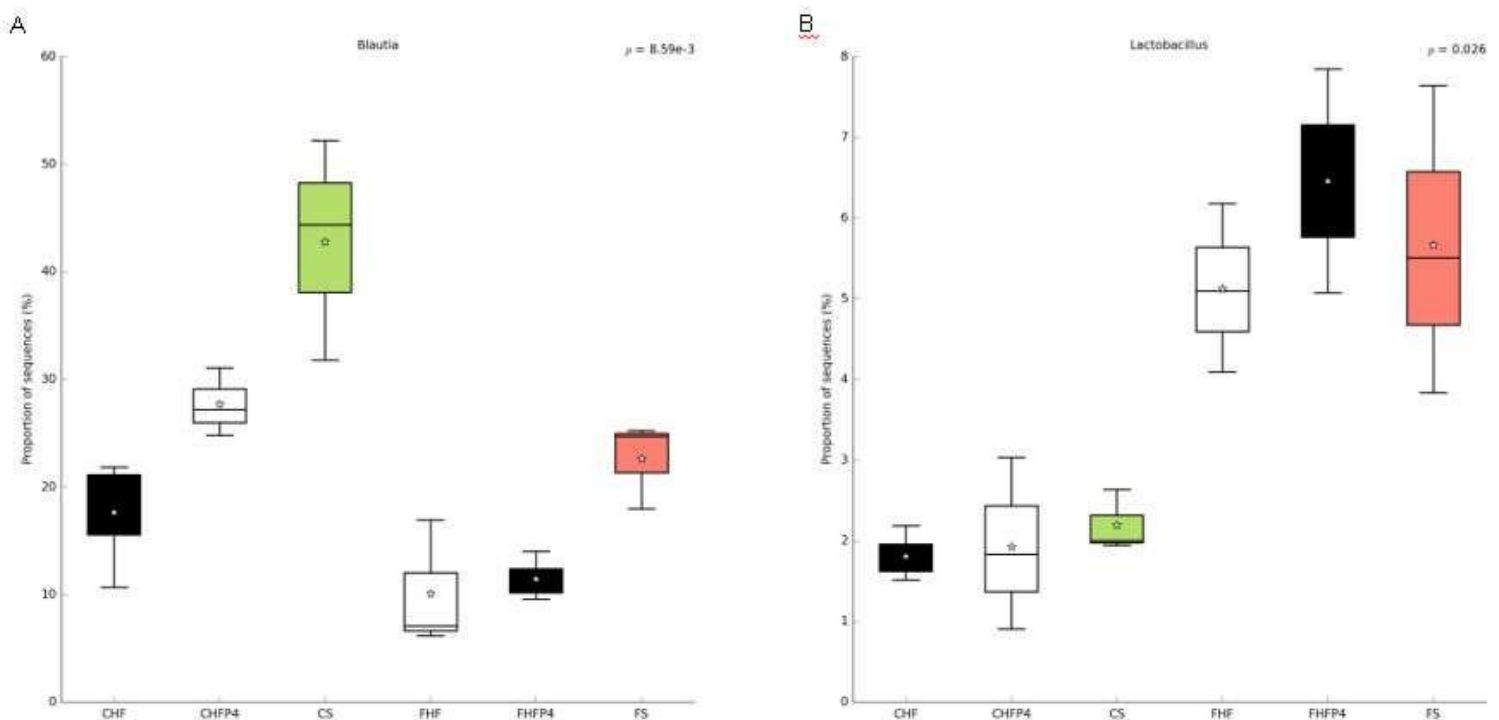 A
Blautia
p = 8.59e-3
60
50
40
30
20
10
0
Proportion of sequences (%)
CHF CHFP4 CS FHF FHFP4 FS
B
Lactobacillus
p = 0.026
8
7
6
5
4
3
2
1
0
Proportion of sequences (%)
CHF CHFP4 CS FHF FHFP4 FS